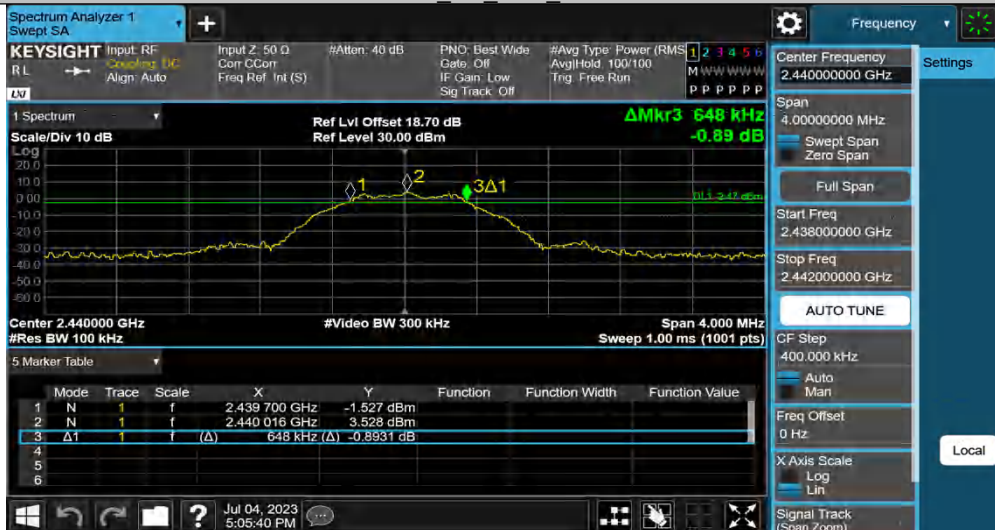 Spectrum Analyzer 1
Swept SA
+
Frequency
KEYSIGHT
RL
LXI
Input: RF
Coupling: DC
Align: Auto
Input Z: 50 Ω
Corr CCorr
Freq Ref: Int (S)
#Atten: 40 dB
PNO: Best Wide
Gate: Off
IF Gain: Low
Sig Track: Off
#Avg Type: Power (RMS
Avg|Hold: 100/100
Trig: Free Run
1 2 3 4 5 6
M W W W W W
P P P P P P
1 Spectrum
Scale/Div 10 dB
Ref Lvl Offset 18.70 dB
Ref Level 30.00 dBm
ΔMkr3 648 kHz
-0.89 dB
Log
20.0
10.0
0.00
-10.0
-20.0
-30.0
-40.0
-50.0
-60.0
1
2
3Δ1
DL1 -2.47 dBm
Center 2.440000 GHz
#Video BW 300 kHz
Span 4.000 MHz
#Res BW 100 kHz
Sweep 1.00 ms (1001 pts)
5 Marker Table
Mode Trace Scale X Y Function Function Width Function Value
1 N 1 f 2.439 700 GHz -1.527 dBm
2 N 1 f 2.440 016 GHz 3.528 dBm
3 Δ1 1 f (Δ) 648 kHz (Δ) -0.8931 dB
4
5
6
?
Jul 04, 2023
5:05:40 PM
Center Frequency
2.440000000 GHz
Span
4.00000000 MHz
Swept Span
Zero Span
Full Span
Start Freq
2.438000000 GHz
Stop Freq
2.442000000 GHz
AUTO TUNE
CF Step
400.000 kHz
Auto
Man
Freq Offset
0 Hz
X Axis Scale
Log
Lin
Signal Track
(Span Zoom)
Settings
Local